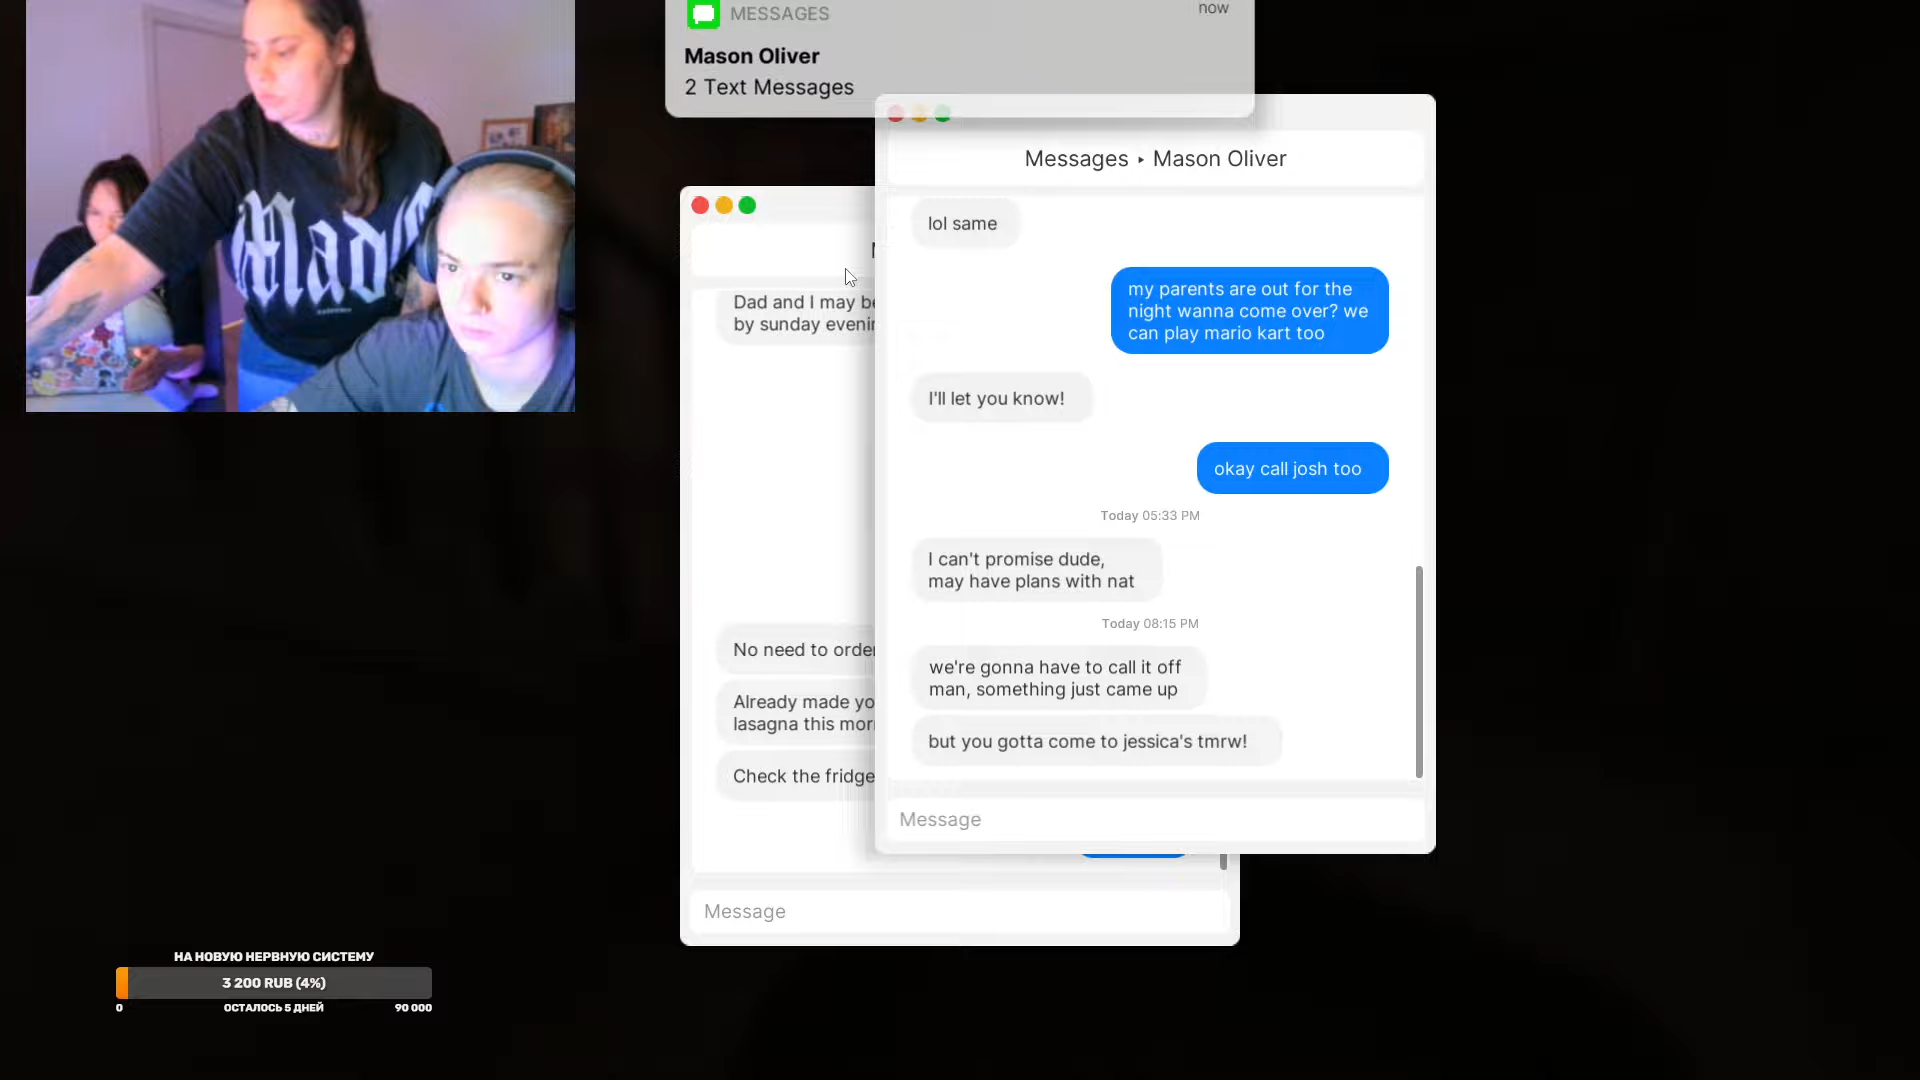 MESSAGES
now
Mason Oliver
2 Text Messages
Messages ‣ Mason Oliver
lol same
my parents are out for the
night wanna come over? we
can play mario kart too
I'll let you know!
okay call josh too
Today 05:33 PM
I can't promise dude,
may have plans with nat
Today 08:15 PM
we're gonna have to call it off
man, something just came up
but you gotta come to jessica's tmrw!
Message
Dad and I may be
by sunday
No need to
Already made
lasagna this
Check the fridge
Message
Mad
НА НОВУЮ НЕРВНУЮ СИСТЕМУ
3 200 RUB (4%)
0
ОСТАЛОСЬ 5 ДНЕЙ
90 000